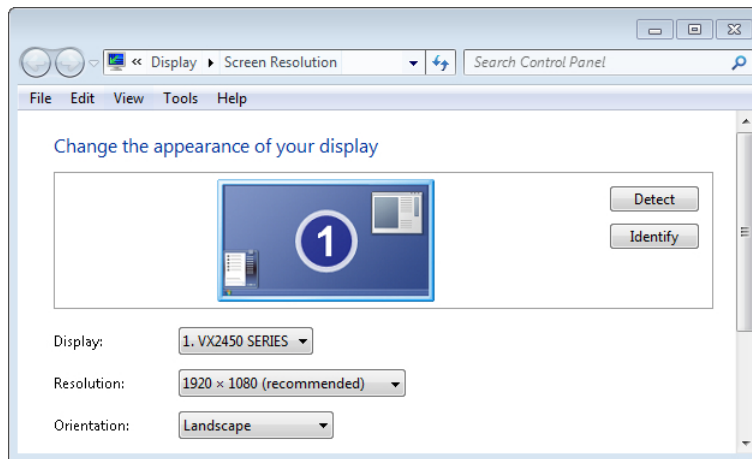 « Display ▸ Screen Resolution Search Control Panel
File Edit View Tools Help
Change the appearance of your display
1
Detect
Identify
Display: 1. VX2450 SERIES
Resolution: 1920 × 1080 (recommended)
Orientation: Landscape